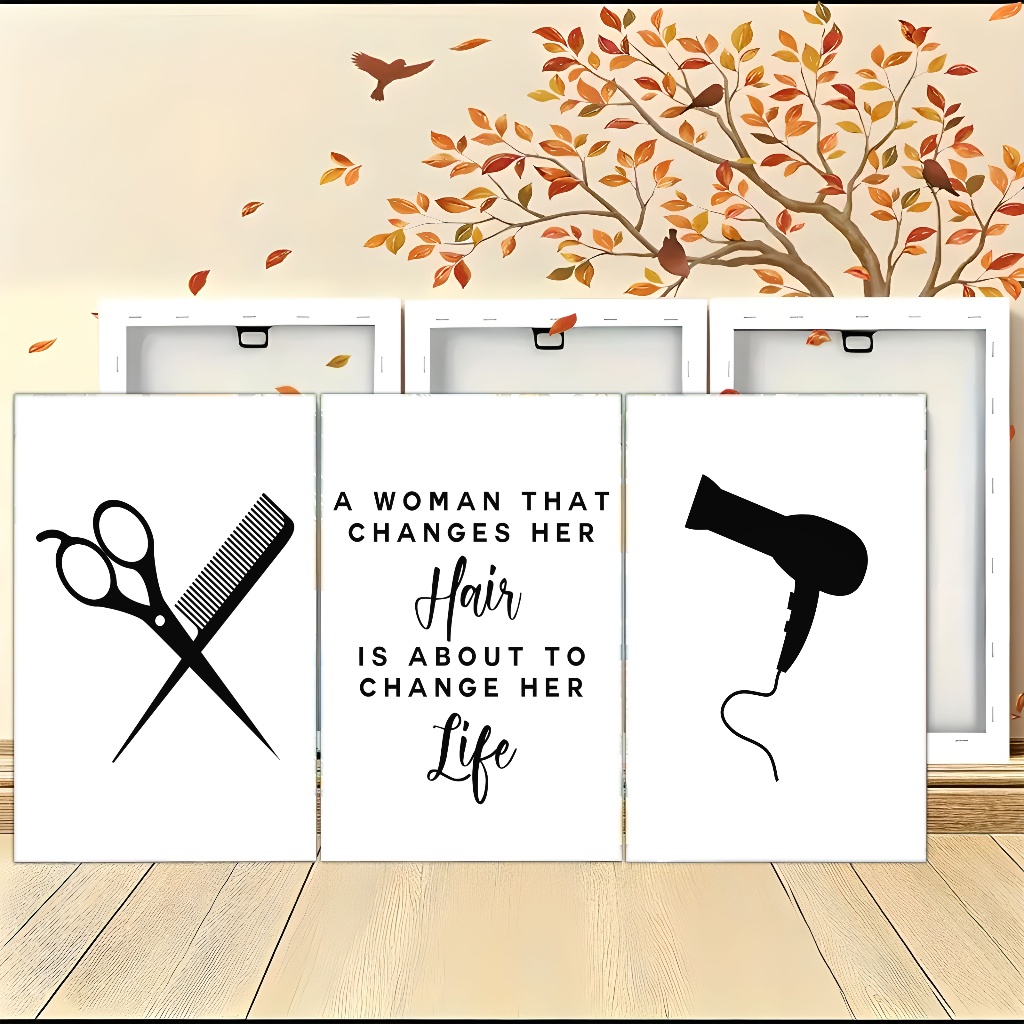 A WOMAN THAT
CHANGES HER
Hair
IS ABOUT TO
CHANGE HER
Life